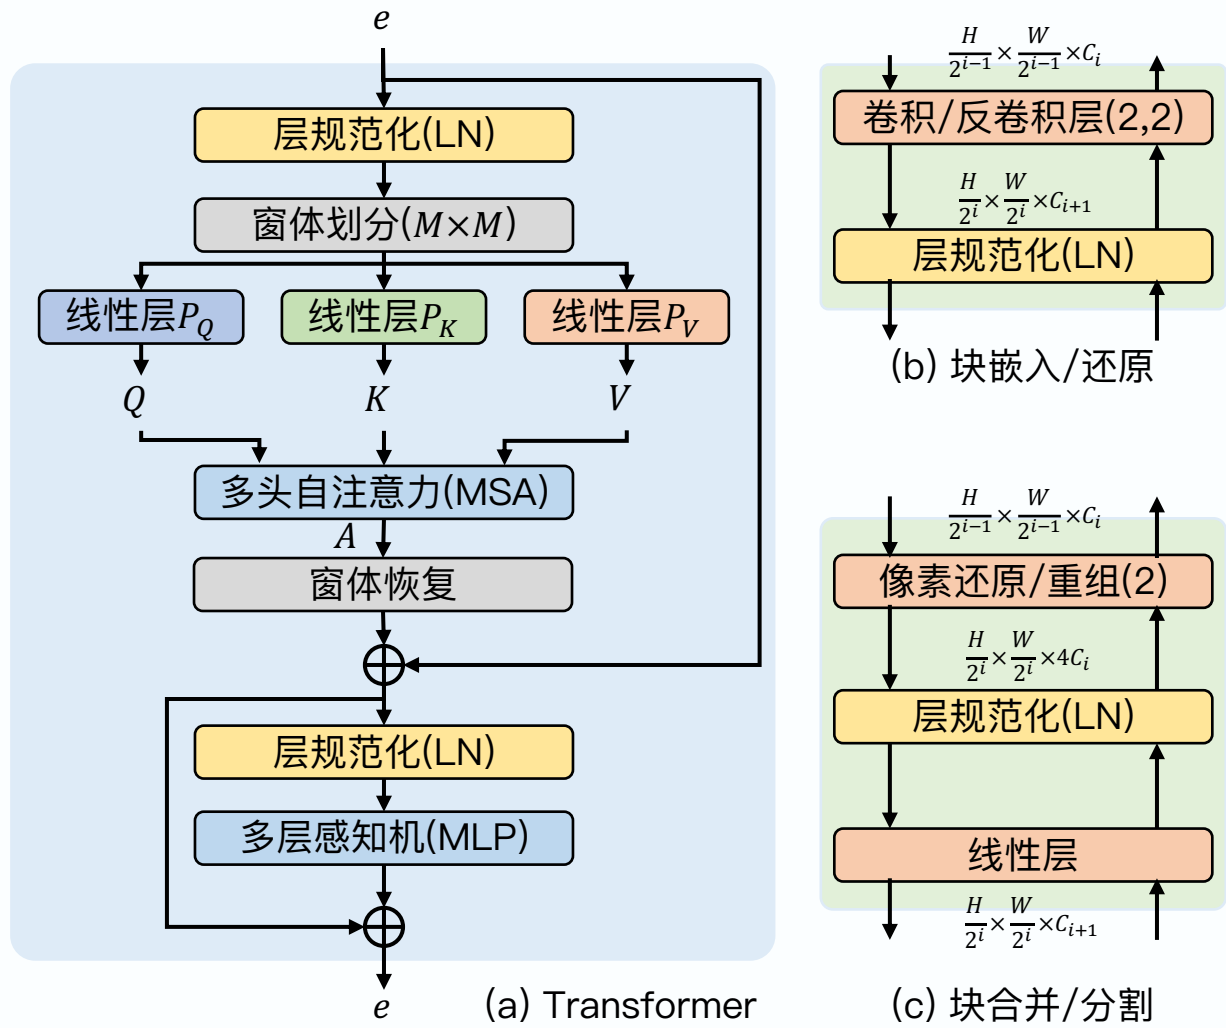 e
层规范化(LN)
窗体划分(M×M)
线性层P_Q
线性层P_K
线性层P_V
Q
K
V
多头自注意力(MSA)
A
窗体恢复
层规范化(LN)
多层感知机(MLP)
e
(a) Transformer
H/2^{i-1} × W/2^{i-1} × C_i
卷积/反卷积层(2,2)
H/2^i × W/2^i × C_{i+1}
层规范化(LN)
(b) 块嵌入/还原
H/2^{i-1} × W/2^{i-1} × C_i
像素还原/重组(2)
H/2^i × W/2^i × 4C_i
层规范化(LN)
线性层
H/2^i × W/2^i × C_{i+1}
(c) 块合并/分割